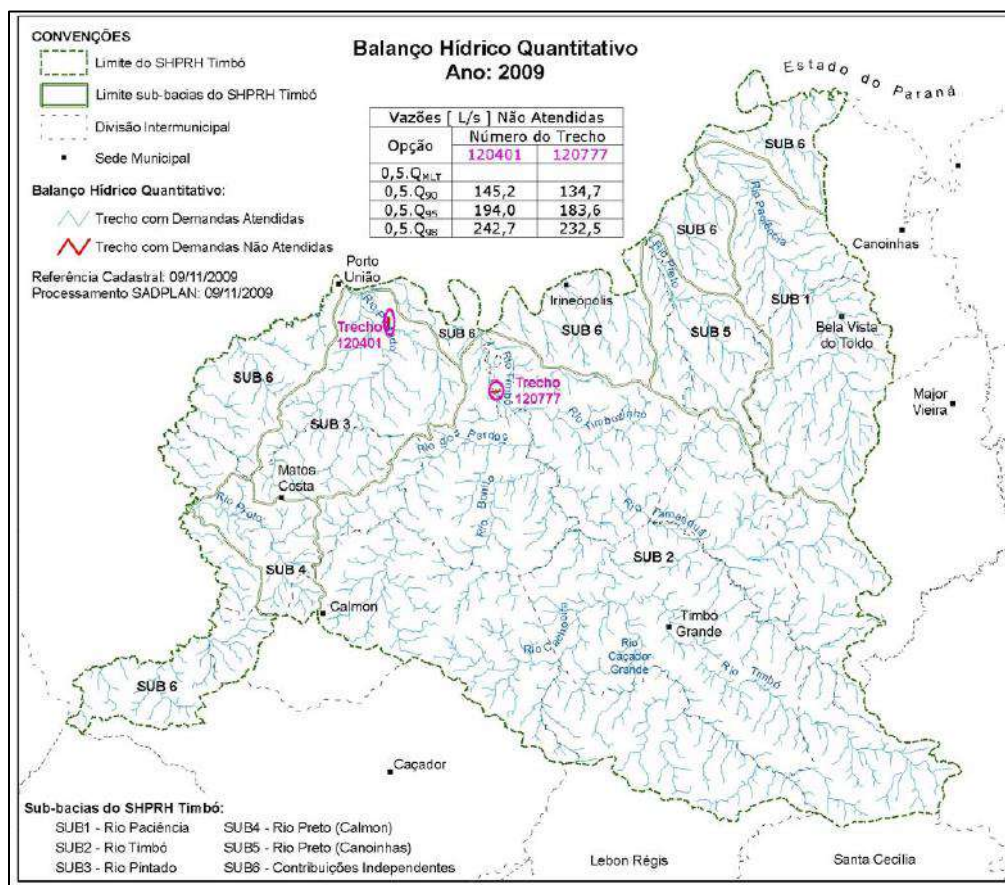 CONVENÇÕES
Limite do SHPRH Timbó
Limite sub-bacias do SHPRH Timbó
Divisão Intermunicipal
Sede Municipal
Balanço Hídrico Quantitativo:
Trecho com Demandas Atendidas
Trecho com Demandas Não Atendidas
Referência Cadastral: 09/11/2009
Processamento SADPLAN: 09/11/2009
Balanço Hídrico Quantitativo
Ano: 2009
Vazões [ L/s ] Não Atendidas
Opção Número do Trecho
120401 120777
0,5.QMLT
0,5.Q90 145,2 134,7
0,5.Q95 194,0 183,6
0,5.Q98 242,7 232,5
Estado do Paraná
SUB 6
Rio Paciência
Canoinhas
SUB 6
Rio Preto
Porto
União
Irineópolis
SUB 1
Trecho
120401
SUB 6
SUB 6
SUB 5
Bela Vista
do Toldo
SUB 6
Rio Timbó
Trecho
120777
Major
Vieira
SUB 3
Rio Timbozinho
Rio dos Pardos
Matos
Costa
Rio Preto
Rio Bonito
Rio Tamanduá
SUB 4
SUB 2
Calmon
Timbó
Grande
Rio Cachoeira
Rio
Caçador
Grande
Rio Timbó
SUB 6
Caçador
Sub-bacias do SHPRH Timbó:
SUB1 - Rio Paciência SUB4 - Rio Preto (Calmon)
SUB2 - Rio Timbó SUB5 - Rio Preto (Canoinhas)
SUB3 - Rio Pintado SUB6 - Contribuições Independentes
Lebon Régis
Santa Cecília